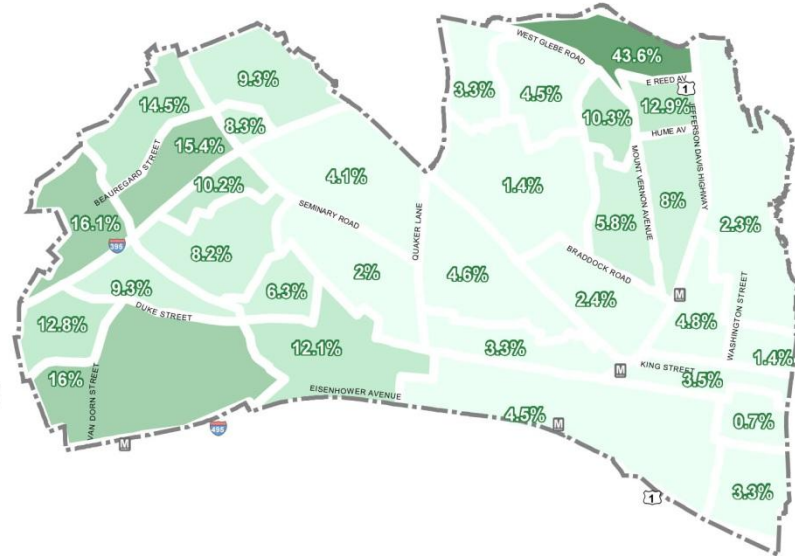 43.6%
WEST GLEBE ROAD
9.3%
E REED AV
1
3.3%
4.5%
14.5%
12.9%
10.3%
8.3%
HUME AV
15.4%
BEAUREGARD STREET
JEFFERSON DAVIS HIGHWAY
MOUNT VERNON AVENUE
4.1%
10.2%
1.4%
8%
SEMINARY ROAD
16.1%
5.8%
2.3%
395
8.2%
QUAKER LANE
BRADDOCK ROAD
2%
4.6%
9.3%
6.3%
2.4%
M
DUKE STREET
WASHINGTON STREET
12.8%
4.8%
12.1%
3.3%
1.4%
KING STREET
M
16%
3.5%
VAN DORN STREET
EISENHOWER AVENUE
4.5%
M
0.7%
495
M
3.3%
1